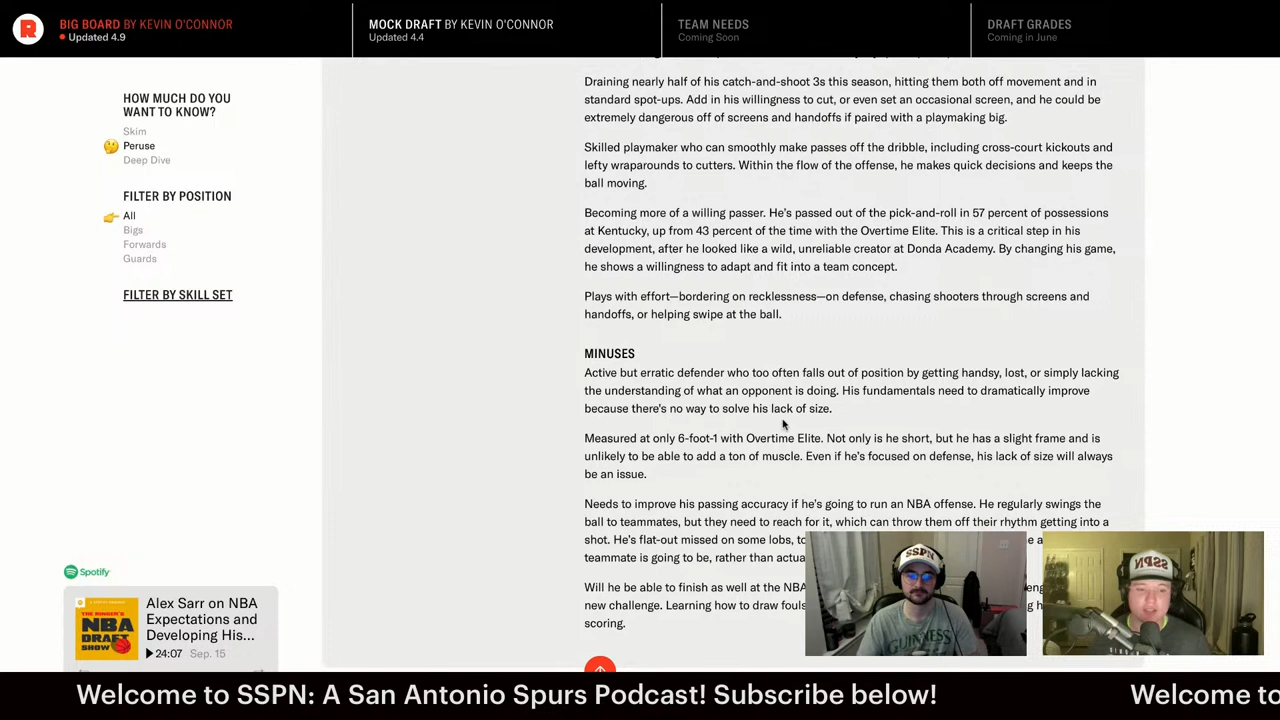 BIG BOARD BY KEVIN O'CONNOR
Updated 4.9
MOCK DRAFT BY KEVIN O'CONNOR
Updated 4.4
TEAM NEEDS
Coming Soon
DRAFT GRADES
Coming in June
HOW MUCH DO YOU
WANT TO KNOW?
Skim
Peruse
Deep Dive
FILTER BY POSITION
All
Bigs
Forwards
Guards
FILTER BY SKILL SET
Draining nearly half of his catch-and-shoot 3s this season, hitting them both off movement and in
standard spot-ups. Add in his willingness to cut, or even set an occasional screen, and he could be
extremely dangerous off of screens and handoffs if paired with a playmaking big.
Skilled playmaker who can smoothly make passes off the dribble, including cross-court kickouts and
lefty wraparounds to cutters. Within the flow of the offense, he makes quick decisions and keeps the
ball moving.
Becoming more of a willing passer. He's passed out of the pick-and-roll in 57 percent of possessions
at Kentucky, up from 43 percent of the time with the Overtime Elite. This is a critical step in his
development, after he looked like a wild, unreliable creator at Donda Academy. By changing his game,
he shows a willingness to adapt and fit into a team concept.
Plays with effort—bordering on recklessness—on defense, chasing shooters through screens and
handoffs, or helping swipe at the ball.
MINUSES
Active but erratic defender who too often falls out of position by getting handsy, lost, or simply lacking
the understanding of what an opponent is doing. His fundamentals need to dramatically improve
because there's no way to solve his lack of size.
Measured at only 6-foot-1 with Overtime Elite. Not only is he short, but he has a slight frame and is
unlikely to be able to add a ton of muscle. Even if he's focused on defense, his lack of size will always
be an issue.
Needs to improve his passing accuracy if he's going to run an NBA offense. He regularly swings the
ball to teammates, but they need to reach for it, which can throw them off their rhythm getting into a
shot. He's flat-out missed on some lobs,
teammate is going to be, rather than
Will he be able to finish as well at the NBA
new challenge. Learning how to draw fouls
scoring.
Spotify
THE RINGER'S
NBA
DRAFT
SHOW
Alex Sarr on NBA
Expectations and
Developing His...
24:07 Sep. 15
SSPN
SSPN
GUINNESS
Welcome to SSPN: A San Antonio Spurs Podcast! Subscribe below!
Welcome to